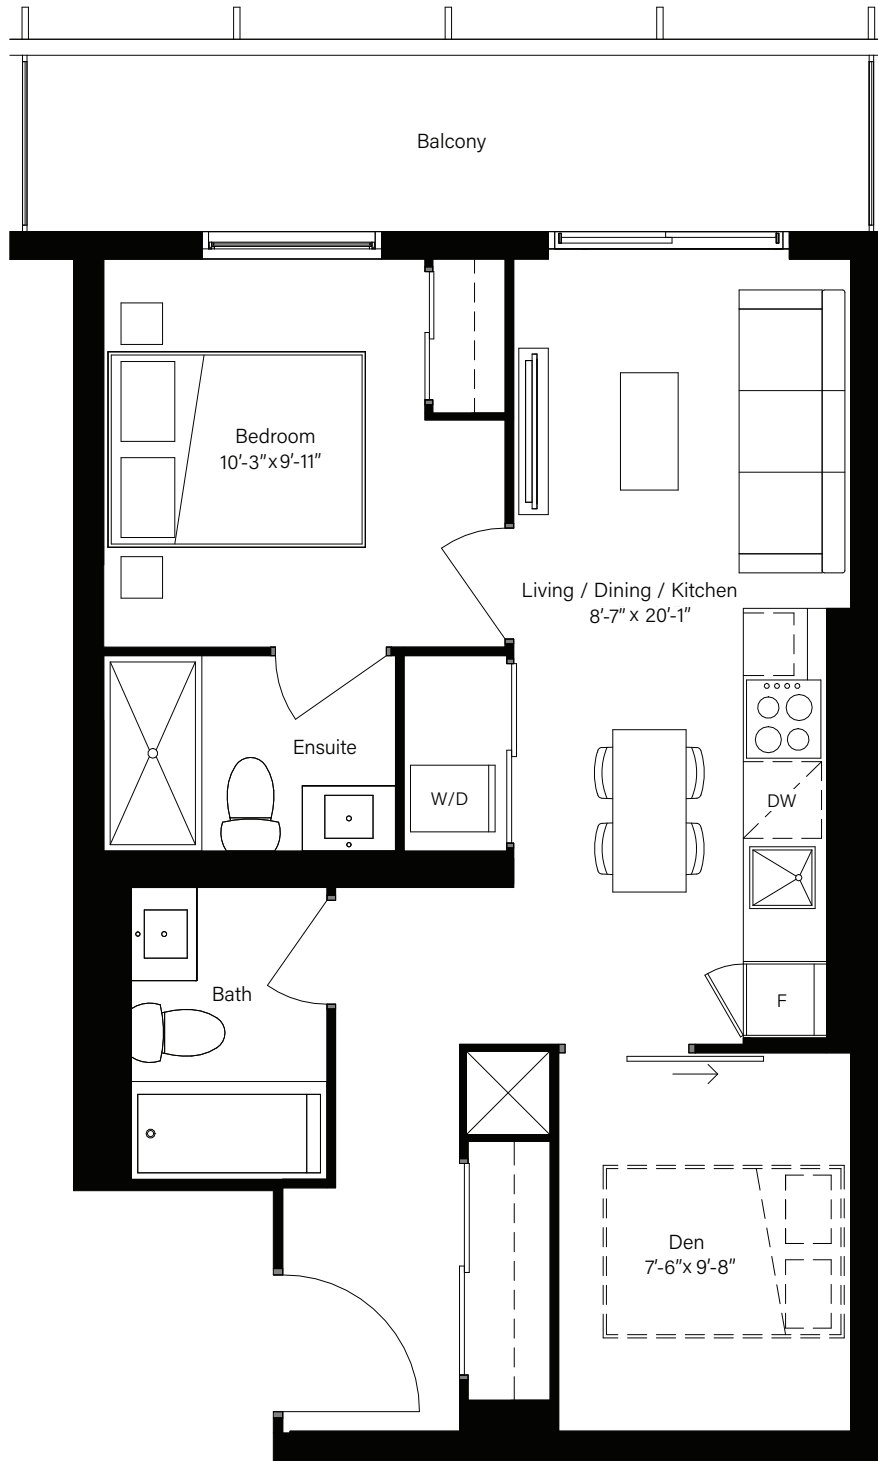 Balcony
Bedroom
10'-3"x9'-11"
Living / Dining / Kitchen
8'-7" x 20'-1"
Ensuite
W/D
DW
Bath
F
Den
7'-6"x 9'-8"